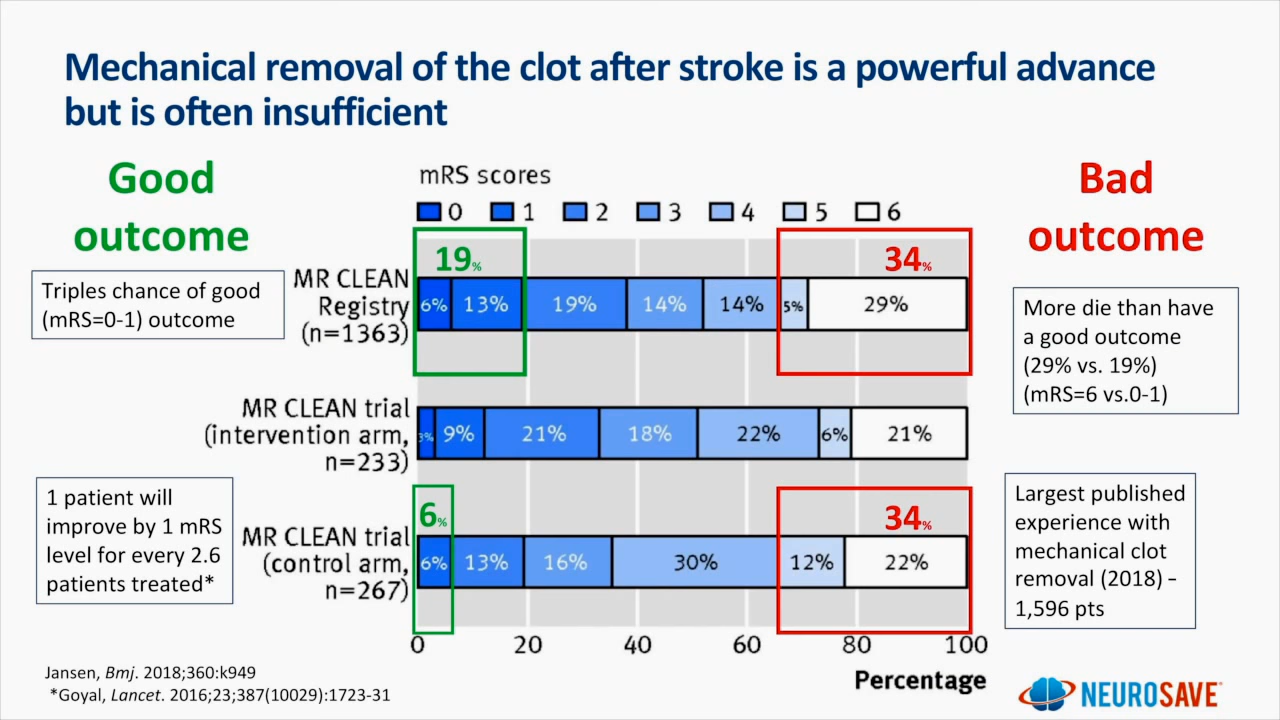 Mechanical removal of the clot after stroke is a powerful advance
but is often insufficient
Good
outcome
Triples chance of good
(mRS=0-1) outcome
1 patient will
improve by 1 mRS
level for every 2.6
patients treated*
mRS scores
0 1 2 3 4 5 6
19%
34%
MR CLEAN
Registry
(n=1363)
6% 13% 19% 14% 14% 5% 29%
MR CLEAN trial
(intervention arm,
n=233)
3% 9% 21% 18% 22% 6% 21%
6%
34%
MR CLEAN trial
(control arm,
n=267)
6% 13% 16% 30% 12% 22%
0 20 40 60 80 100
Percentage
Bad
outcome
More die than have
a good outcome
(29% vs. 19%)
(mRS=6 vs.0-1)
Largest published
experience with
mechanical clot
removal (2018) –
1,596 pts
Jansen, Bmj. 2018;360:k949
*Goyal, Lancet. 2016;23;387(10029):1723-31
NEUROSAVE